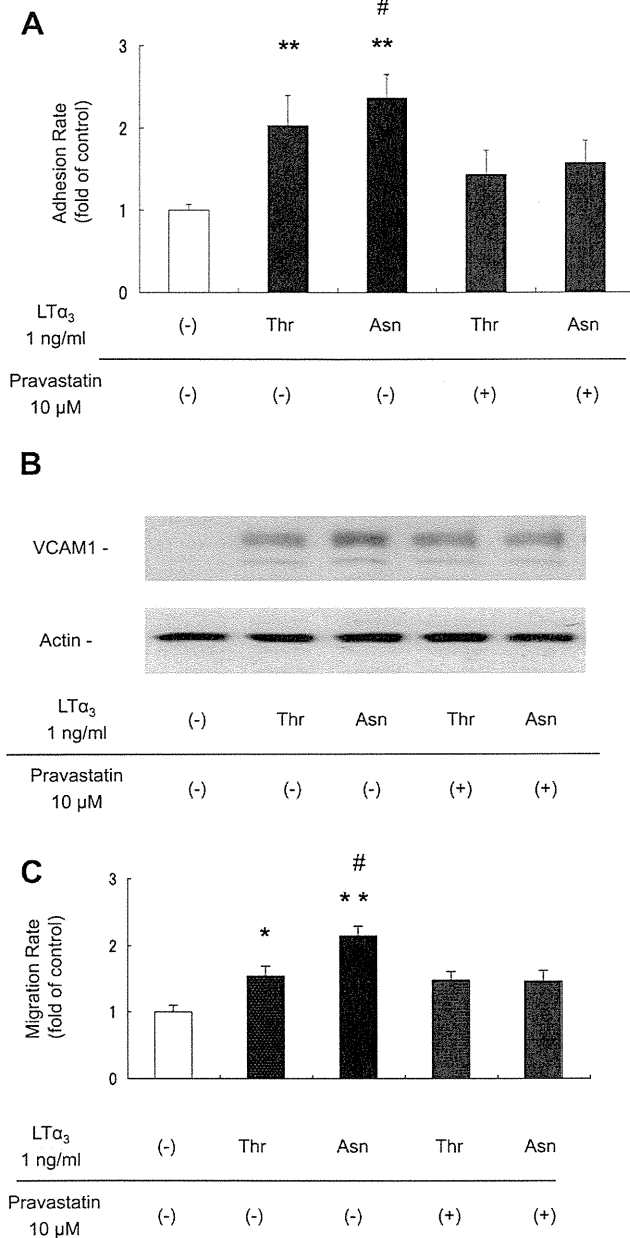 A
#
** **
3
2
1
0
Adhesion Rate
(fold of control)
LTα₃
1 ng/ml
(-) Thr Asn Thr Asn
Pravastatin
10 µM
(-) (-) (-) (+) (+)
B
VCAM1 -
Actin -
LTα₃
1 ng/ml
(-) Thr Asn Thr Asn
Pravastatin
10 µM
(-) (-) (-) (+) (+)
C
#
* **
3
2
1
0
Migration Rate
(fold of control)
LTα₃
1 ng/ml
(-) Thr Asn Thr Asn
Pravastatin
10 µM
(-) (-) (-) (+) (+)